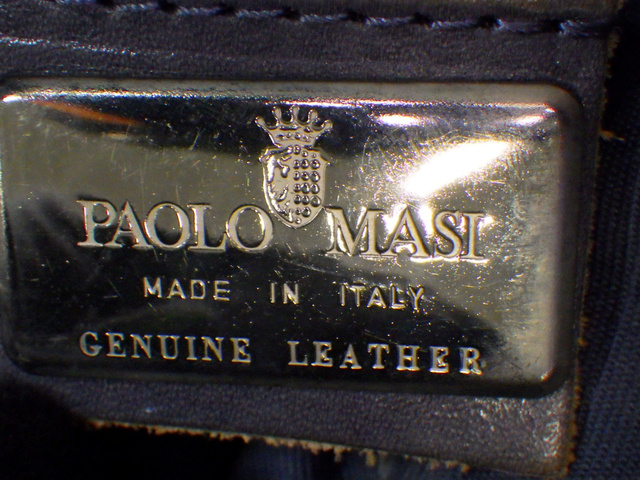 PAOLO MASI
MADE IN ITALY
GENUINE LEATHER